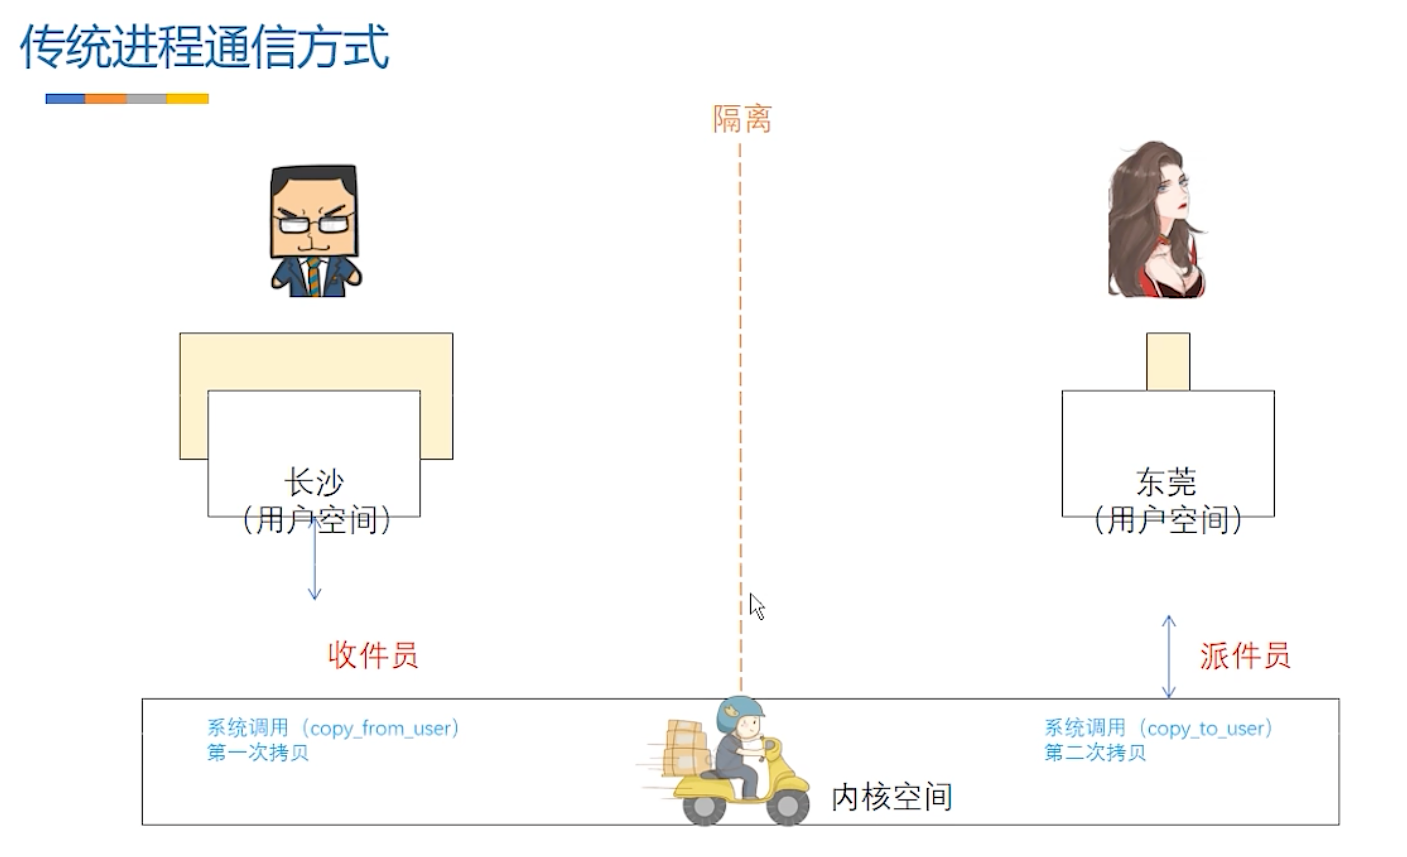 传统进程通信方式
隔离
长沙
（用户空间）
东莞
（用户空间）
收件员
派件员
系统调用（copy_from_user）
第一次拷贝
系统调用（copy_to_user）
第二次拷贝
内核空间